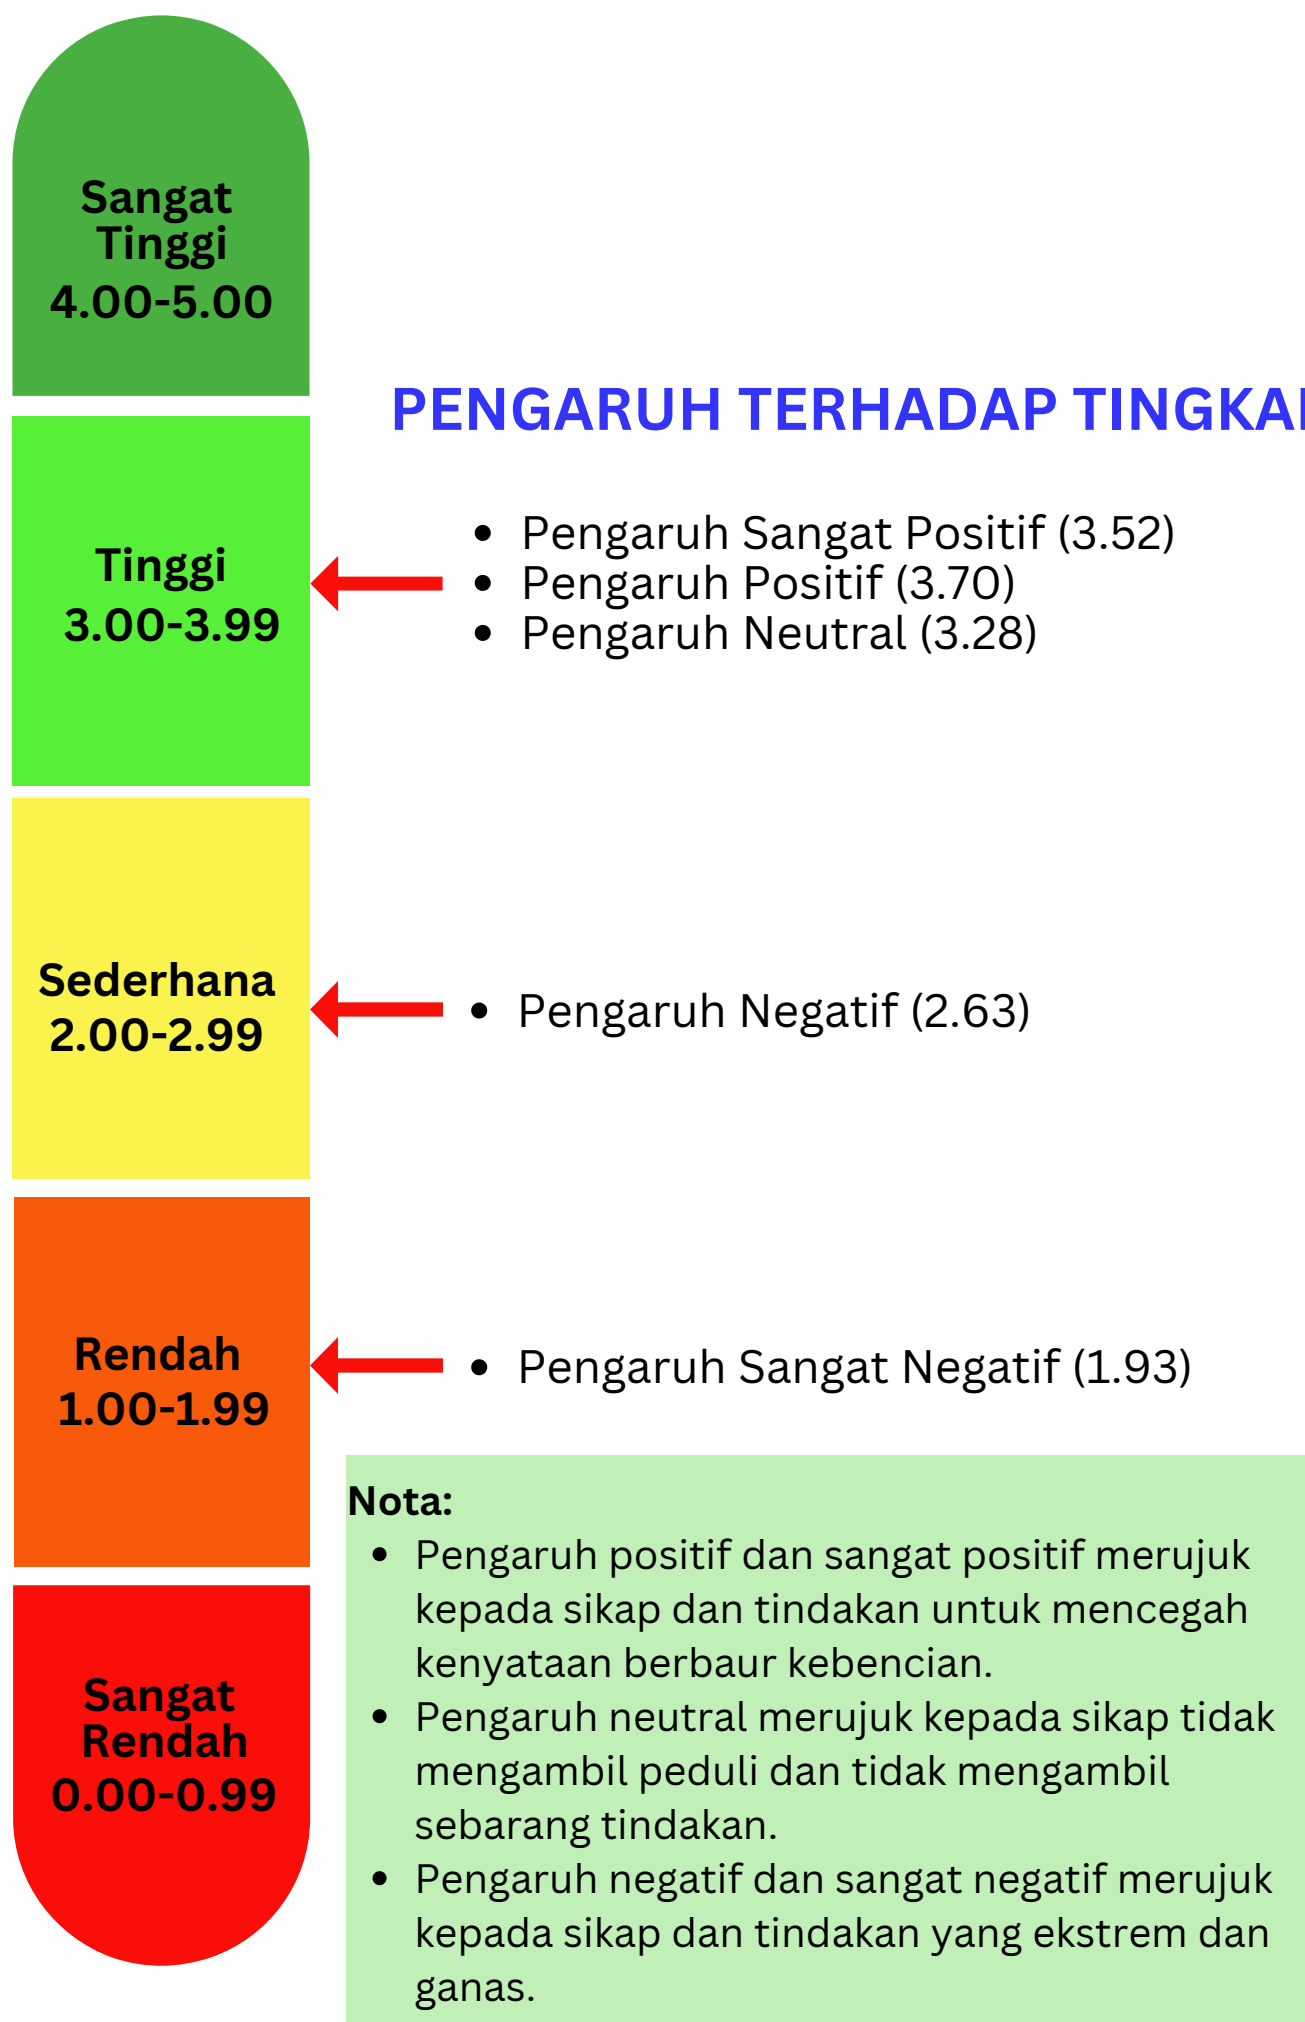 Sangat
Tinggi
4.00-5.00
PENGARUH TERHADAP
Tinggi
3.00-3.99
• Pengaruh Sangat Positif (3.52)
• Pengaruh Positif (3.70)
• Pengaruh Neutral (3.28)
Sederhana
2.00-2.99
• Pengaruh Negatif (2.63)
Rendah
1.00-1.99
• Pengaruh Sangat Negatif (1.93)
Sangat
Rendah
0.00-0.99
Nota:
• Pengaruh positif dan sangat positif merujuk
kepada sikap dan tindakan untuk mencegah
kenyataan berbaur kebencian.
• Pengaruh neutral merujuk kepada sikap tidak
mengambil peduli dan tidak mengambil
sebarang tindakan.
• Pengaruh negatif dan sangat negatif merujuk
kepada sikap dan tindakan yang ekstrem dan
ganas.